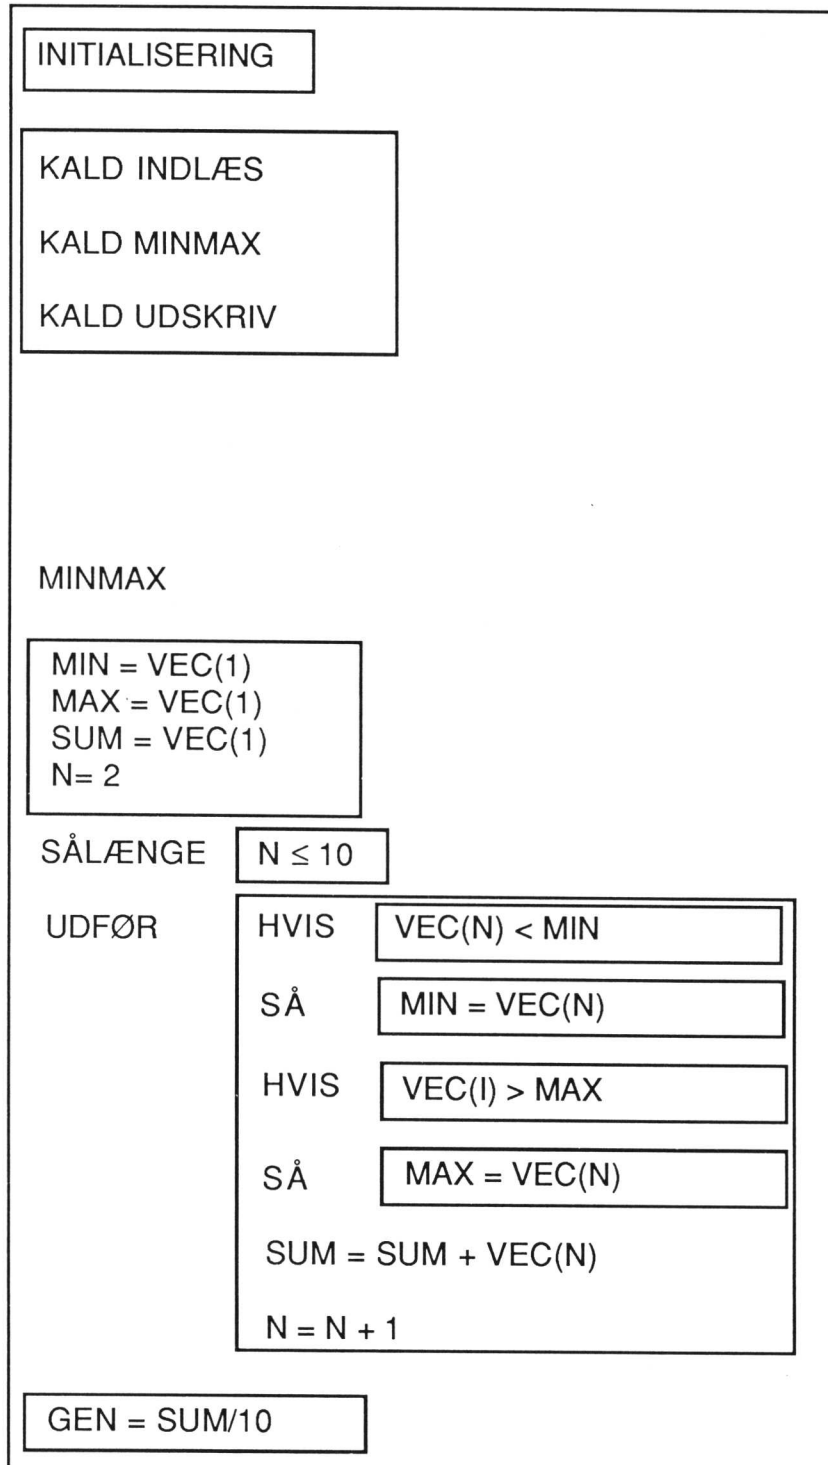 INITIALISERING
KALD INDLÆS
KALD MINMAX
KALD UDSKRIV
MINMAX
MIN = VEC(1)
MAX = VEC(1)
SUM = VEC(1)
N= 2
SÅLÆNGE N ≤ 10
UDFØR HVIS VEC(N) < MIN
SÅ MIN = VEC(N)
HVIS VEC(I) > MAX
SÅ MAX = VEC(N)
SUM = SUM + VEC(N)
N = N + 1
GEN = SUM/10